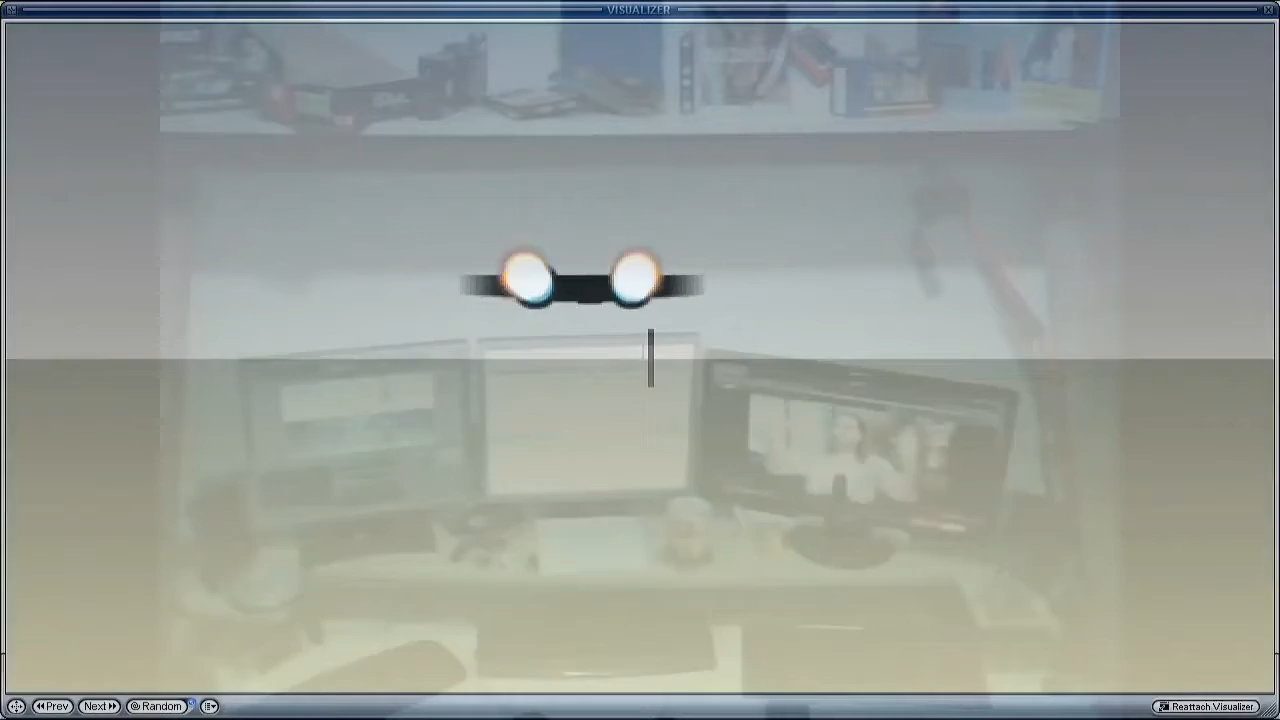 VISUALIZER
Prev
Next
Random
Reattach Visualizer